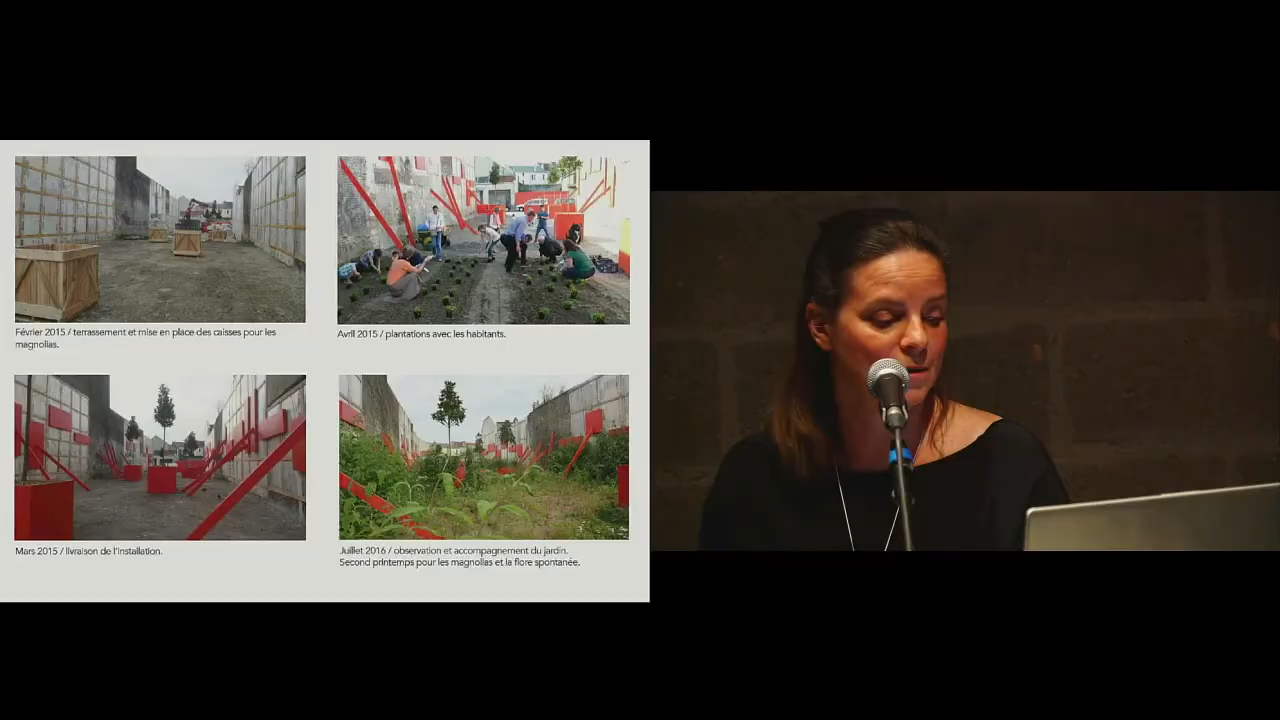 Février 2015 / terrassement et mise en place des caisses pour les
magnolias.
Avril 2015 / plantations avec les habitants.
Mars 2015 / livraison de l'installation.
Juillet 2016 / observation et accompagnement du jardin.
Second printemps pour les magnolias et la flore spontanée.